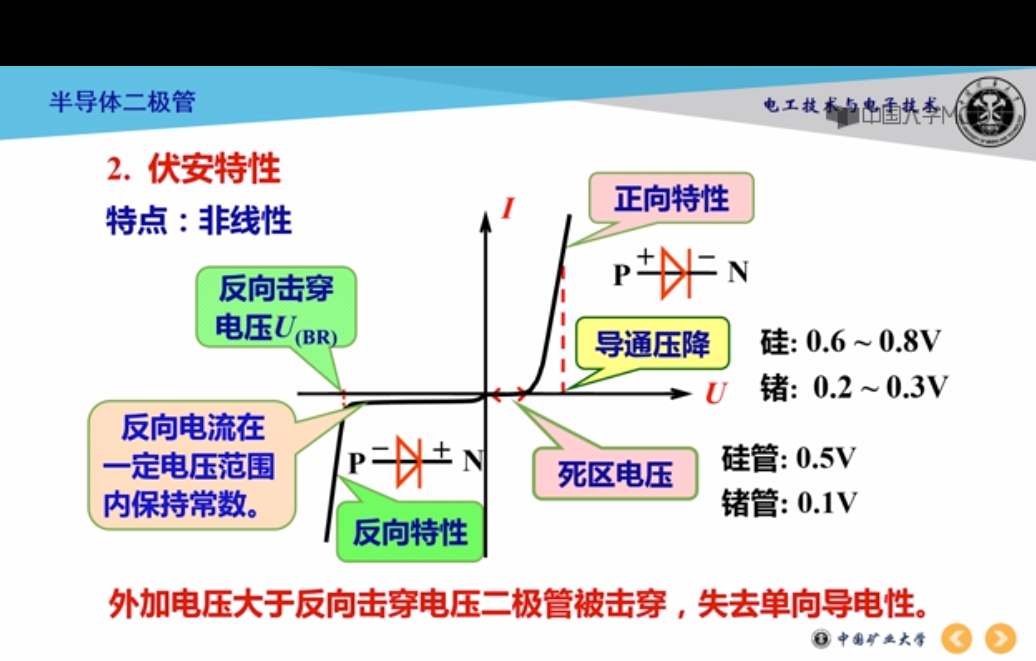 半导体二极管
电工技术与电子技术
中国大学M
2. 伏安特性
特点：非线性
I
正向特性
P + − N
反向击穿
电压U(BR)
导通压降
硅: 0.6 ~ 0.8V
锗: 0.2 ~ 0.3V
U
反向电流在
一定电压范围
内保持常数。
P − + N
死区电压
硅管: 0.5V
锗管: 0.1V
反向特性
外加电压大于反向击穿电压二极管被击穿，失去单向导电性。
中国矿业大学